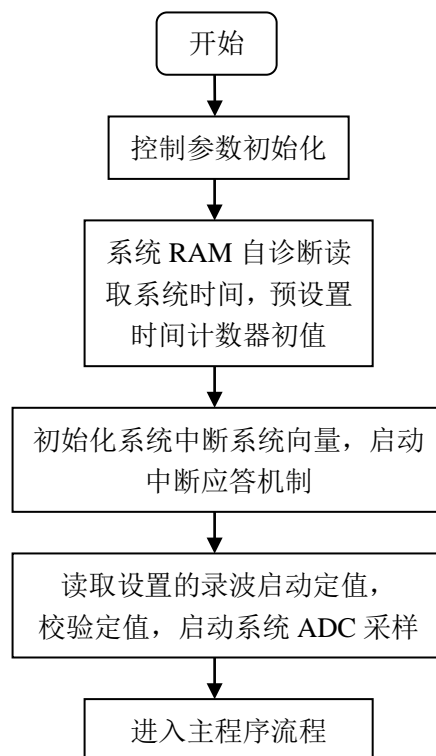 开始
控制参数初始化
系统 RAM 自诊断读
取系统时间，预设置
时间计数器初值
初始化系统中断系统向量，启动
中断应答机制
读取设置的录波启动定值，
校验定值，启动系统 ADC 采样
进入主程序流程